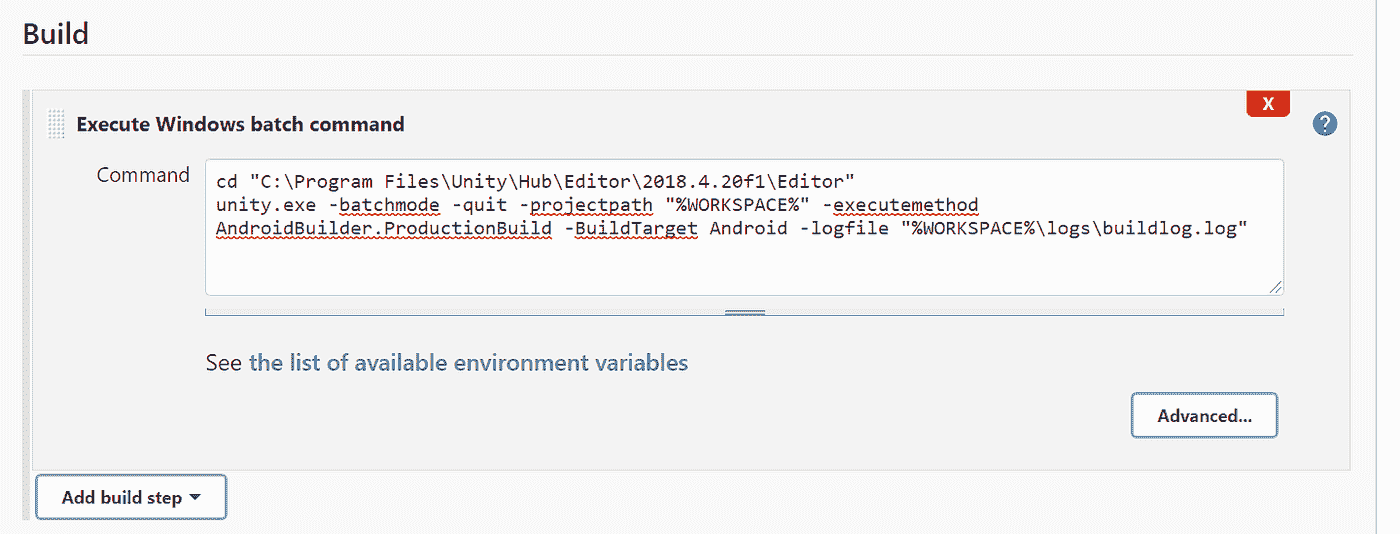 Build
X
Execute Windows batch command
?
Command
cd "C:\Program Files\Unity\Hub\Editor\2018.4.20f1\Editor"
unity.exe -batchmode -quit -projectpath "%WORKSPACE%" -executemethod
AndroidBuilder.ProductionBuild -BuildTarget Android -logfile "%WORKSPACE%\logs\buildlog.log"
See the list of available environment variables
Advanced...
Add build step